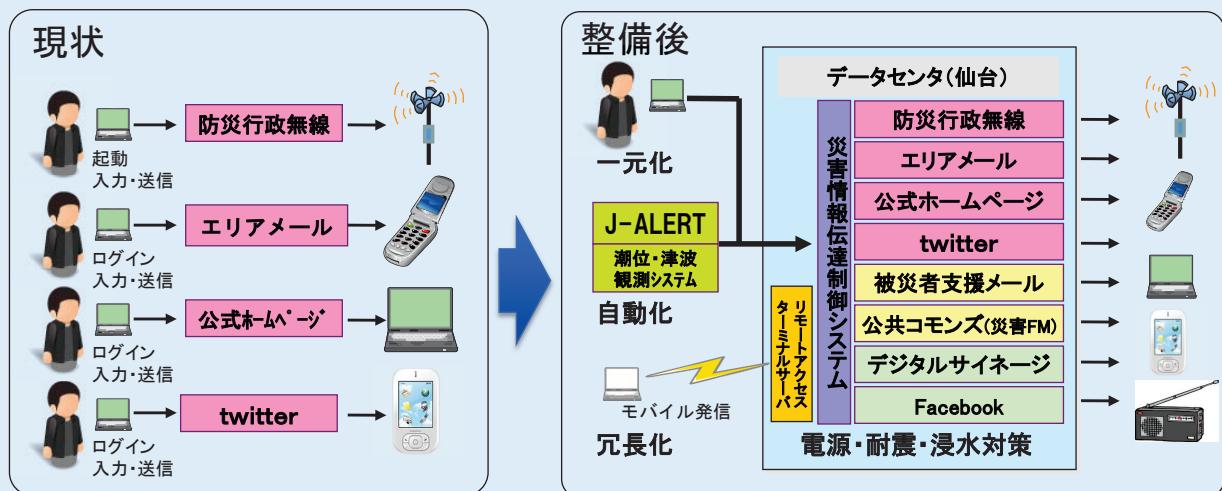 現状
防災行政無線
起動
入力・送信
エリアメール
ログイン
入力・送信
公式ﾎｰﾑﾍﾟｰｼﾞ
ログイン
入力・送信
twitter
ログイン
入力・送信
整備後
一元化
J-ALERT
潮位・津波
観測ｼｽﾃﾑ
自動化
モバイル発信
冗長化
データセンタ(仙台)
リモートアクセス
ターミナルサーバ
災害情報伝達制御システム
防災行政無線
エリアメール
公式ホームページ
twitter
被災者支援メール
公共コモンズ(災害FM)
デジタルサイネージ
Facebook
電源・耐震・浸水対策